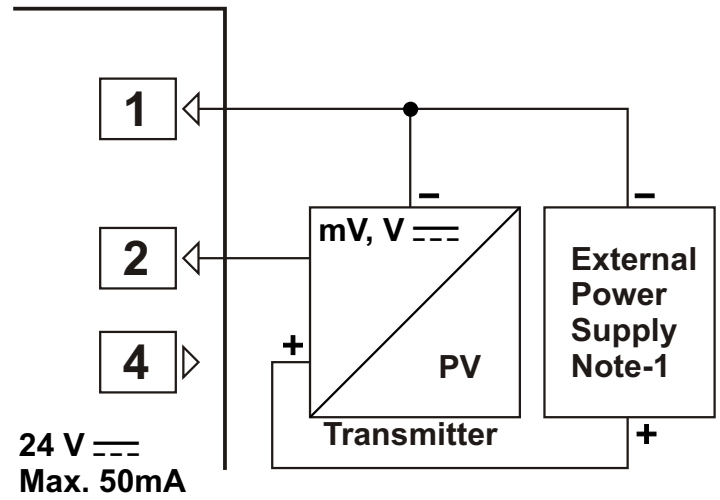 1
2
4
24 V ⎓
Max. 50mA
−
mV, V ⎓
+
PV
Transmitter
−
External
Power
Supply
Note-1
+